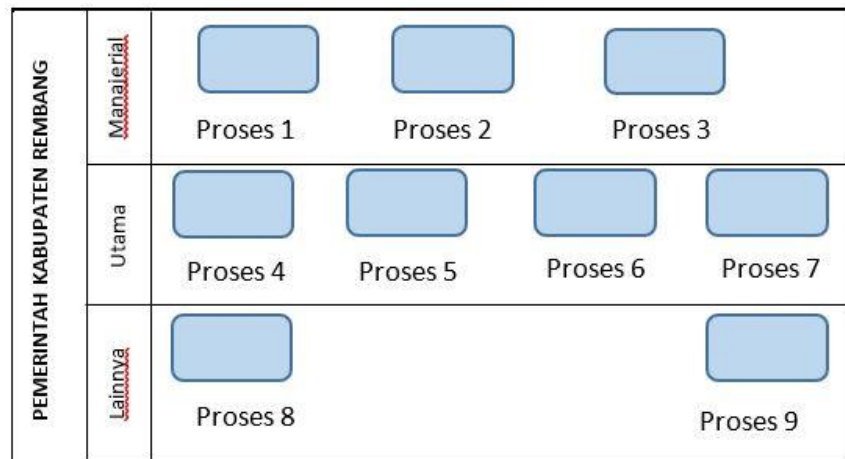 PEMERINTAH KABUPATEN REMBANG
Manajerial
Proses 1
Proses 2
Proses 3
Utama
Proses 4
Proses 5
Proses 6
Proses 7
Lainnya
Proses 8
Proses 9